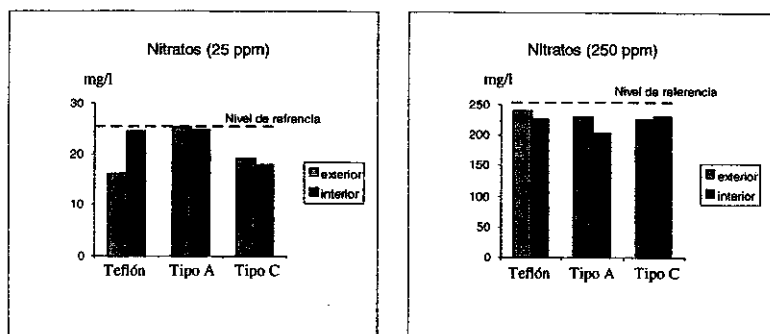 Nitratos (25 ppm)
mg/l
Nivel de refrancia
30
20
10
0
Teflón Tipo A Tipo C
exterior
interior
Nitratos (250 ppm)
mg/l
Nivel de referencia
250
200
150
100
50
0
Teflón Tipo A Tipo C
exterior
interior